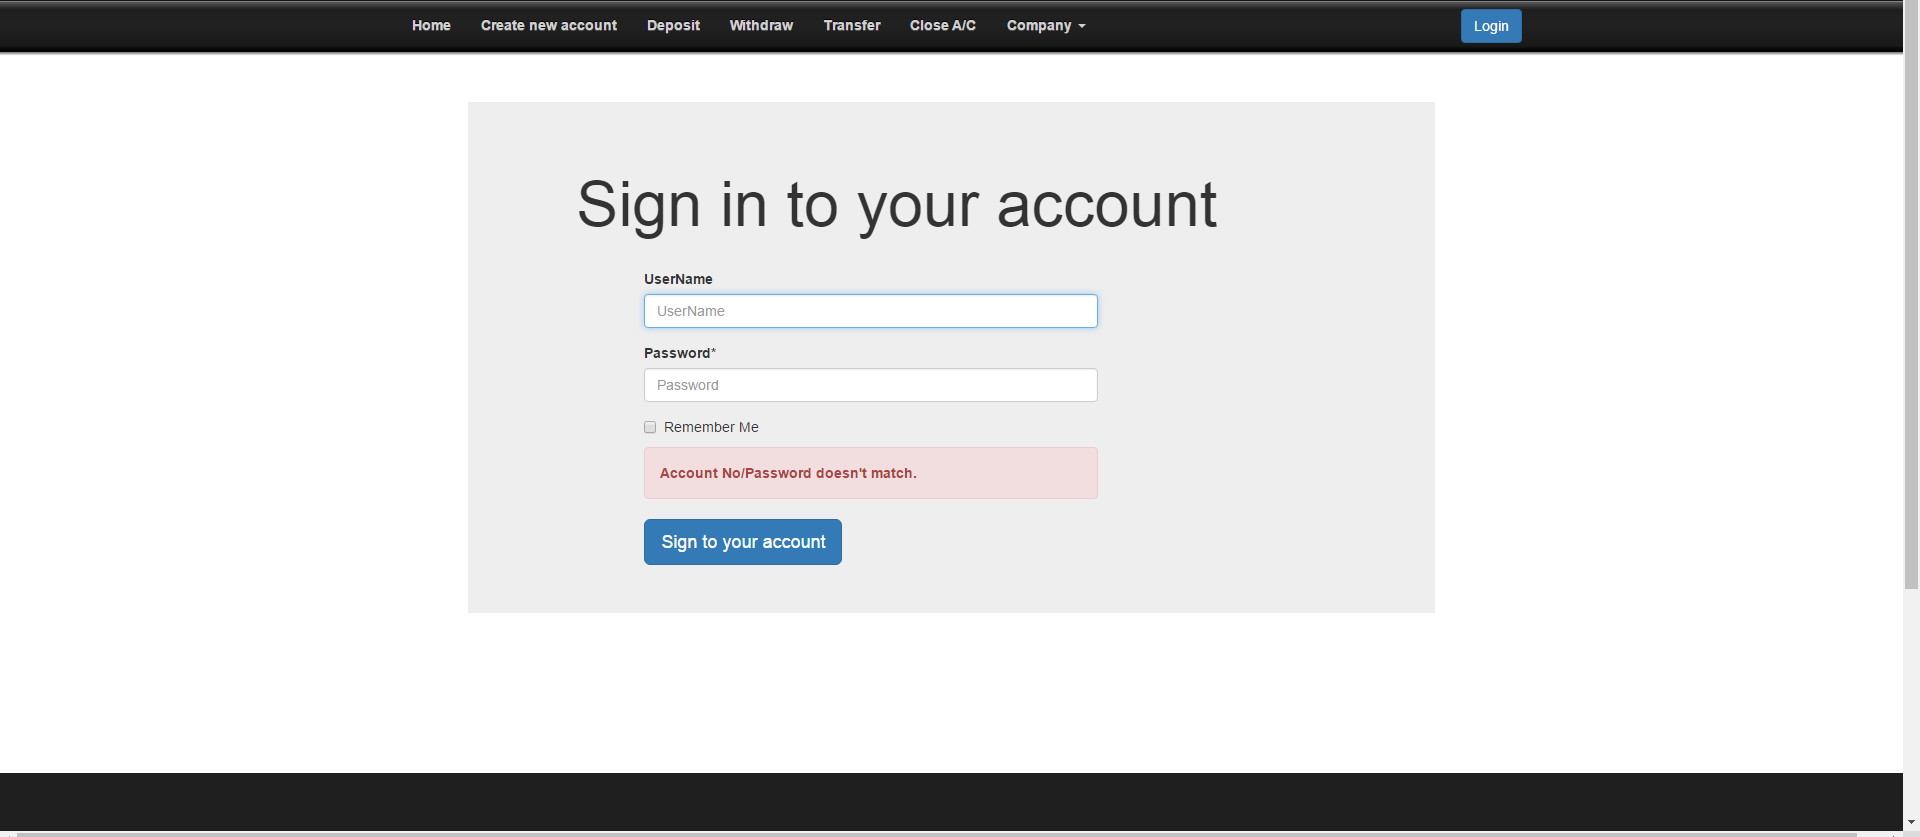 Home Create new account Deposit Withdraw Transfer Close A/C Company Login
Sign in to your account
UserName
UserName
Password*
Password
Remember Me
Account No/Password doesn't match.
Sign to your account